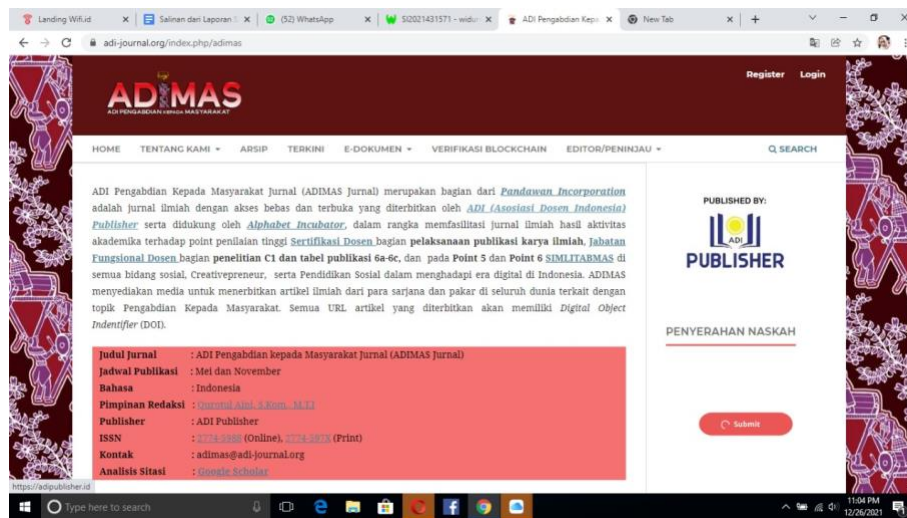 Landing Wifi.id
Salinan dari Laporan
(52) WhatsApp
SI2021431571 - widur
ADI Pengabdian Kepa
New Tab
adi-journal.org/index.php/adimas
Register Login
ADIMAS
ADI PENGABDIAN KEPADA MASYARAKAT
HOME TENTANG KAMI ARSIP TERKINI E-DOKUMEN VERIFIKASI BLOCKCHAIN EDITOR/PENINJAU SEARCH
ADI Pengabdian Kepada Masyarakat Jurnal (ADIMAS Jurnal) merupakan bagian dari Pandawan Incorporation
adalah jurnal ilmiah dengan akses bebas dan terbuka yang diterbitkan oleh ADI (Asosiasi Dosen Indonesia)
Publisher serta didukung oleh Alphabet Incubator, dalam rangka memfasilitasi jurnal ilmiah hasil aktivitas
akademika terhadap point penilaian tinggi Sertifikasi Dosen bagian pelaksanaan publikasi karya ilmiah, Jabatan
Fungsional Dosen bagian penelitian C1 dan tabel publikasi 6a-6c, dan pada Point 5 dan Point 6 SIMLITABMAS di
semua bidang sosial, Creativepreneur, serta Pendidikan Sosial dalam menghadapi era digital di Indonesia. ADIMAS
menyediakan media untuk menerbitkan artikel ilmiah dari para sarjana dan pakar di seluruh dunia terkait dengan
topik Pengabdian Kepada Masyarakat. Semua URL artikel yang diterbitkan akan memiliki Digital Object
Indentifier (DOI).
PUBLISHED BY:
ADI
PUBLISHER
PENYERAHAN NASKAH
Submit
Judul Jurnal : ADI Pengabdian kepada Masyarakat Jurnal (ADIMAS Jurnal)
Jadwal Publikasi : Mei dan November
Bahasa : Indonesia
Pimpinan Redaksi : Qurotul Aini, S.Kom., M.T.I
Publisher : ADI Publisher
ISSN : (Online), (Print)
Kontak : adimas@adi-journal.org
Analisis Sitasi : Google Scholar
https://adipublisher.id
Type here to search
11:04 PM
12/26/2021